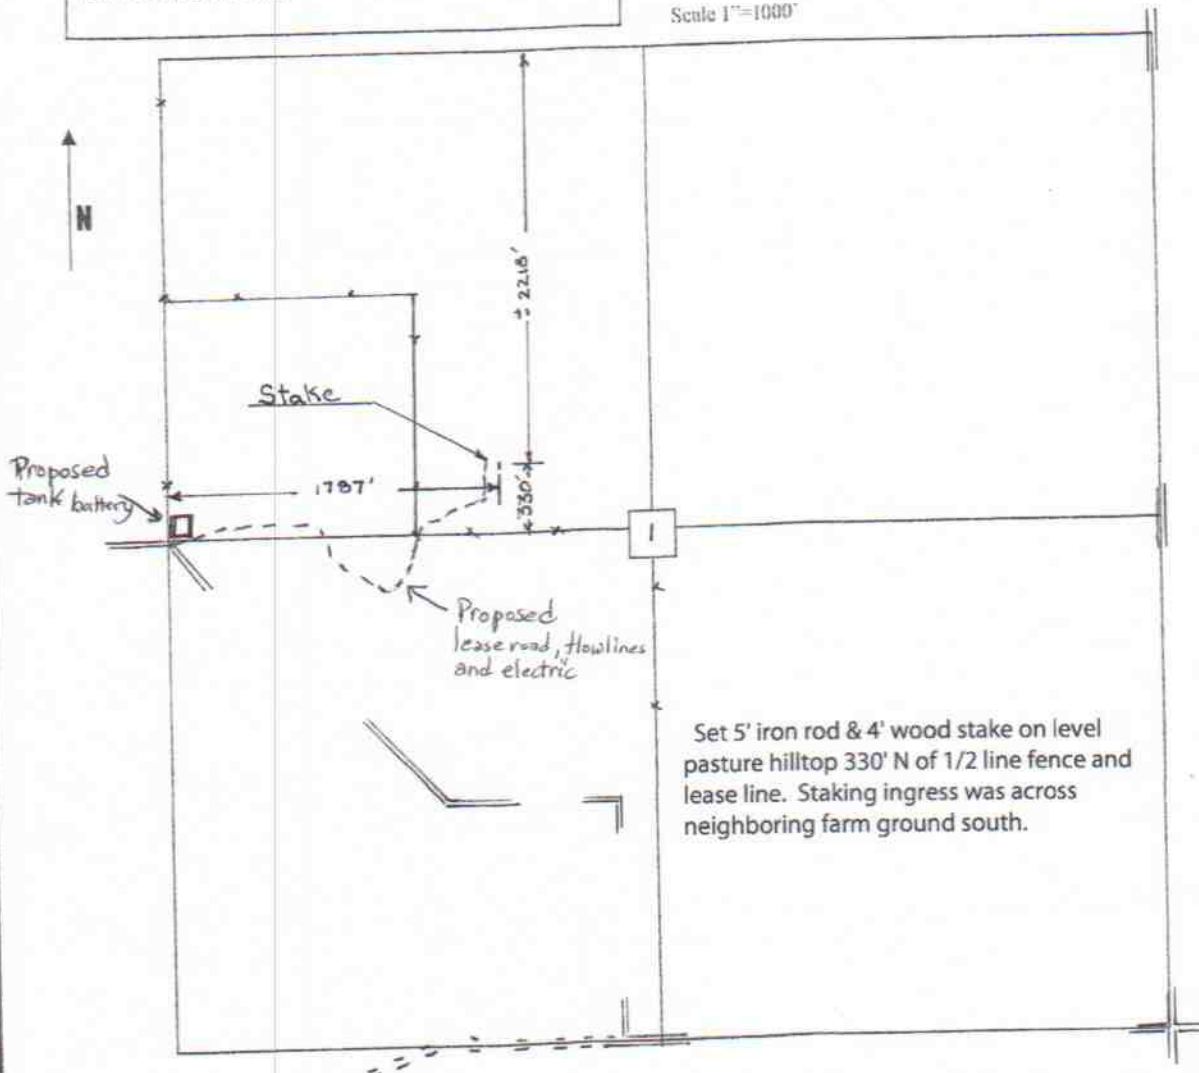 Scale 1"=1000'
N
± 2218'
Stake
Proposed
tank battery
1787'
330'
1
Proposed
lease road, flowlines
and electric
Set 5' iron rod & 4' wood stake on level
pasture hilltop 330' N of 1/2 line fence and
lease line. Staking ingress was across
neighboring farm ground south.